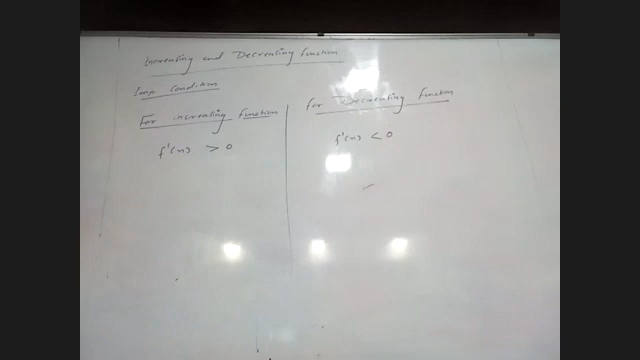 Increasing and Decreasing function
Imp Condition
For increasing function
f'(x) > 0
for Decreasing function
f'(x) < 0